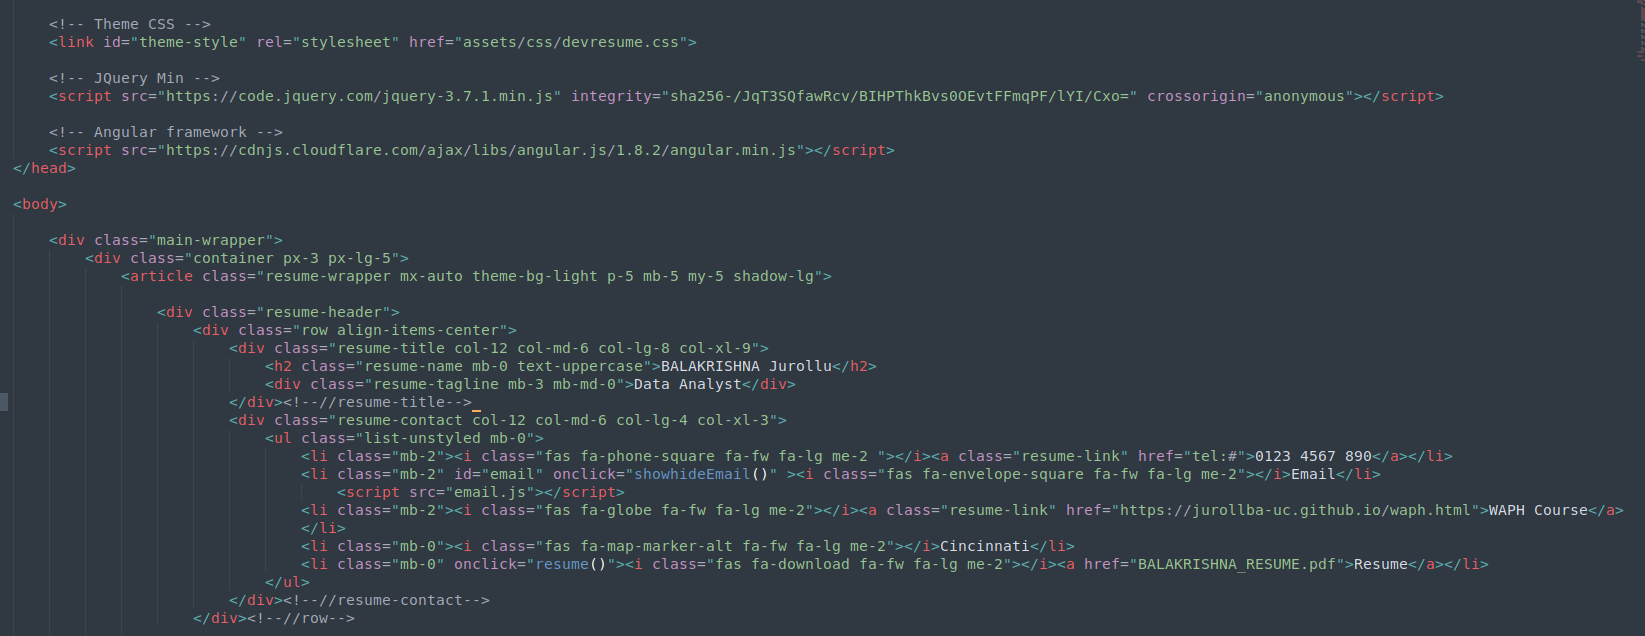 <!-- Theme CSS -->
<link id="theme-style" rel="stylesheet" href="assets/css/devresume.css">
<!-- JQuery Min -->
<script src="https://code.jquery.com/jquery-3.7.1.min.js" integrity="sha256-/JqT3SQfawRcv/BIHPThkBvs0OEvtFFmqPF/lYI/Cxo=" crossorigin="anonymous"></script>
<!-- Angular framework -->
<script src="https://cdnjs.cloudflare.com/ajax/libs/angular.js/1.8.2/angular.min.js"></script>
</head>
<body>
<div class="main-wrapper">
<div class="container px-3 px-lg-5">
<article class="resume-wrapper mx-auto theme-bg-light p-5 mb-5 my-5 shadow-lg">
<div class="resume-header">
<div class="row align-items-center">
<div class="resume-title col-12 col-md-6 col-lg-8 col-xl-9">
<h2 class="resume-name mb-0 text-uppercase">BALAKRISHNA Jurollu</h2>
<div class="resume-tagline mb-3 mb-md-0">Data Analyst</div>
</div><!--//resume-title-->
<div class="resume-contact col-12 col-md-6 col-lg-4 col-xl-3">
<ul class="list-unstyled mb-0">
<li class="mb-2"><i class="fas fa-phone-square fa-fw fa-lg me-2 "></i><a class="resume-link" href="tel:#">0123 4567 890</a></li>
<li class="mb-2" id="email" onclick="showhideEmail()" ><i class="fas fa-envelope-square fa-fw fa-lg me-2"></i>Email</li>
<script src="email.js"></script>
<li class="mb-2"><i class="fas fa-globe fa-fw fa-lg me-2"></i><a class="resume-link" href="https://jurollba-uc.github.io/waph.html">WAPH Course</a>
</li>
<li class="mb-0"><i class="fas fa-map-marker-alt fa-fw fa-lg me-2"></i>Cincinnati</li>
<li class="mb-0" onclick="resume()"><i class="fas fa-download fa-fw fa-lg me-2"></i><a href="BALAKRISHNA_RESUME.pdf">Resume</a></li>
</ul>
</div><!--//resume-contact-->
</div><!--//row-->